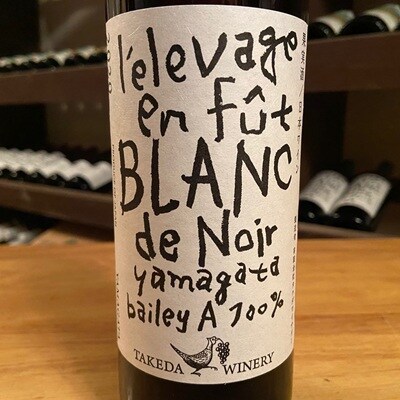 l'élevage
en fût
BLANC
de Noir
yamagata
bailey A 100%
TAKEDA WINERY